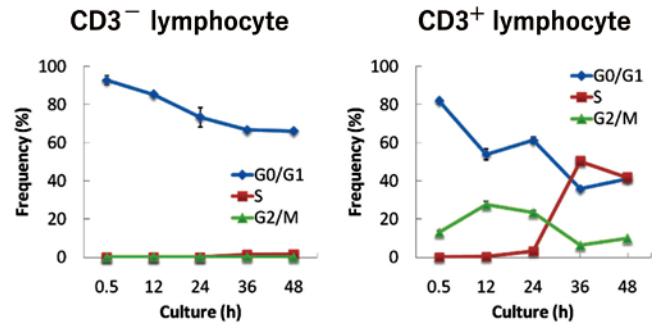 CD3⁻ lymphocyte
100
80
60
40
20
0
Frequency (%)
G0/G1
S
G2/M
0.5 12 24 36 48
Culture (h)
CD3⁺ lymphocyte
100
80
60
40
20
0
Frequency (%)
G0/G1
S
G2/M
0.5 12 24 36 48
Culture (h)